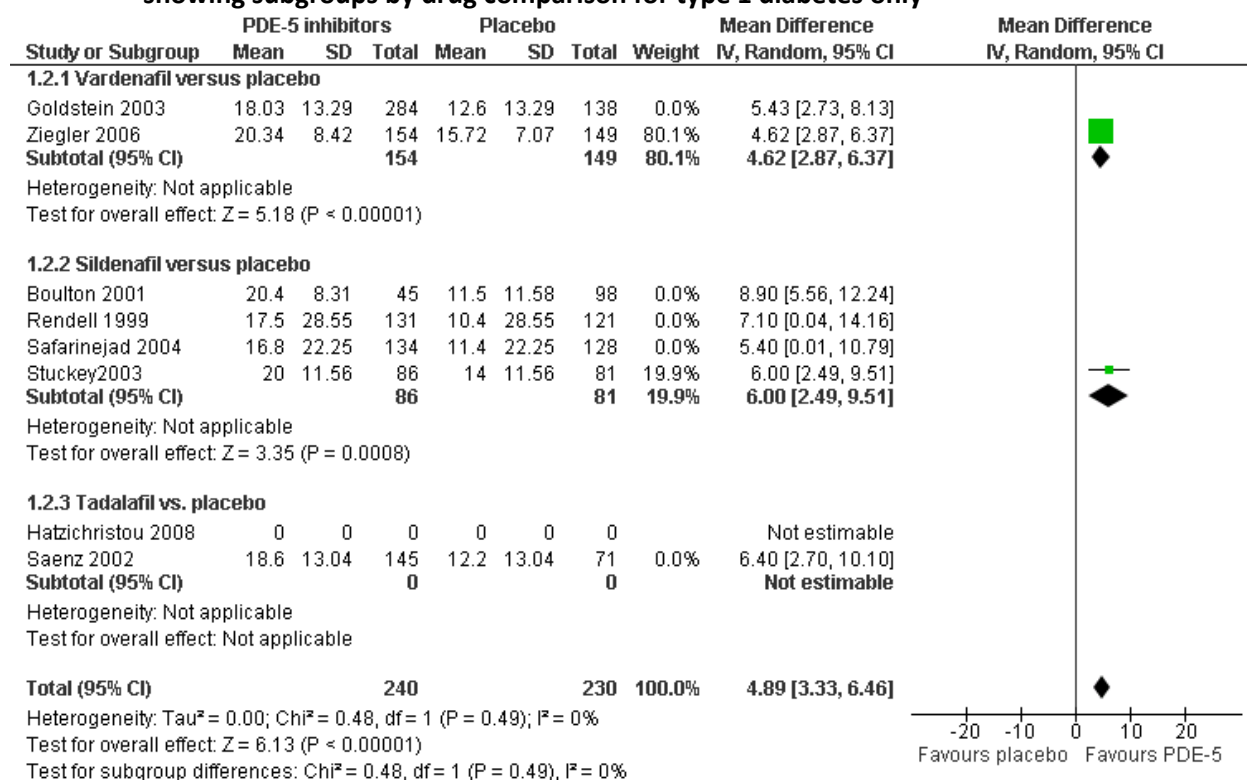 showing subgroups by drug comparison for type 1 diabetes only
PDE-5 inhibitors Placebo Mean Difference Mean Difference
Study or Subgroup Mean SD Total Mean SD Total Weight IV, Random, 95% CI IV, Random, 95% CI
1.2.1 Vardenafil versus placebo
Goldstein 2003 18.03 13.29 284 12.6 13.29 138 0.0% 5.43 [2.73, 8.13]
Ziegler 2006 20.34 8.42 154 15.72 7.07 149 80.1% 4.62 [2.87, 6.37]
Subtotal (95% CI) 154 149 80.1% 4.62 [2.87, 6.37]
Heterogeneity: Not applicable
Test for overall effect: Z = 5.18 (P < 0.00001)
1.2.2 Sildenafil versus placebo
Boulton 2001 20.4 8.31 45 11.5 11.58 98 0.0% 8.90 [5.56, 12.24]
Rendell 1999 17.5 28.55 131 10.4 28.55 121 0.0% 7.10 [0.04, 14.16]
Safarinejad 2004 16.8 22.25 134 11.4 22.25 128 0.0% 5.40 [0.01, 10.79]
Stuckey2003 20 11.56 86 14 11.56 81 19.9% 6.00 [2.49, 9.51]
Subtotal (95% CI) 86 81 19.9% 6.00 [2.49, 9.51]
Heterogeneity: Not applicable
Test for overall effect: Z = 3.35 (P = 0.0008)
1.2.3 Tadalafil vs. placebo
Hatzichristou 2008 0 0 0 0 0 0 Not estimable
Saenz 2002 18.6 13.04 145 12.2 13.04 71 0.0% 6.40 [2.70, 10.10]
Subtotal (95% CI) 0 0 Not estimable
Heterogeneity: Not applicable
Test for overall effect: Not applicable
Total (95% CI) 240 230 100.0% 4.89 [3.33, 6.46]
Heterogeneity: Tau² = 0.00; Chi² = 0.48, df = 1 (P = 0.49); I² = 0%
Test for overall effect: Z = 6.13 (P < 0.00001)
Test for subgroup differences: Chi² = 0.48, df = 1 (P = 0.49), I² = 0%
-20 -10 0 10 20
Favours placebo Favours PDE-5